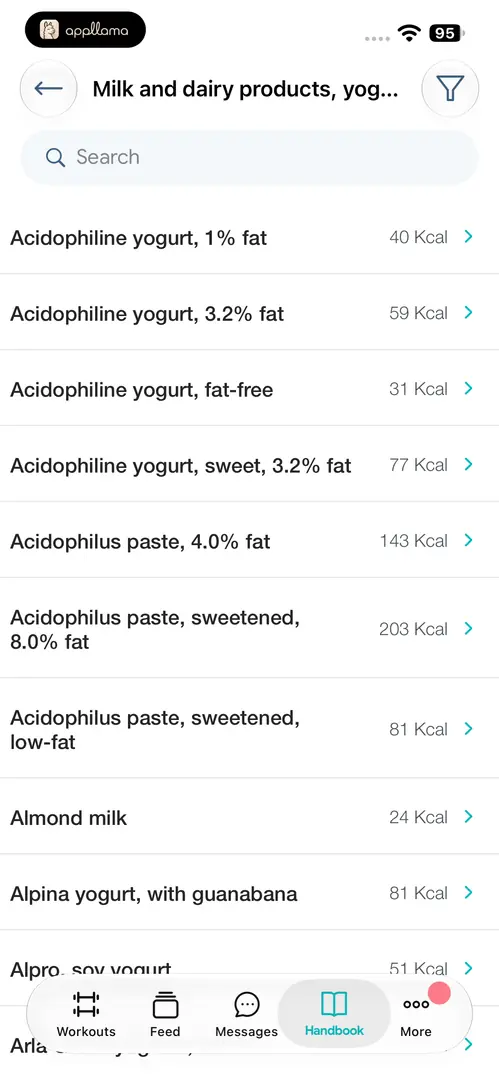 appllama
95
Milk and dairy products, yog...
Search
Acidophiline yogurt, 1% fat 40 Kcal
Acidophiline yogurt, 3.2% fat 59 Kcal
Acidophiline yogurt, fat-free 31 Kcal
Acidophiline yogurt, sweet, 3.2% fat 77 Kcal
Acidophilus paste, 4.0% fat 143 Kcal
Acidophilus paste, sweetened,
8.0% fat 203 Kcal
Acidophilus paste, sweetened,
low-fat 81 Kcal
Almond milk 24 Kcal
Alpina yogurt, with guanabana 81 Kcal
Alpro, soy yogurt 51 Kcal
Arla
Workouts Feed Messages Handbook More